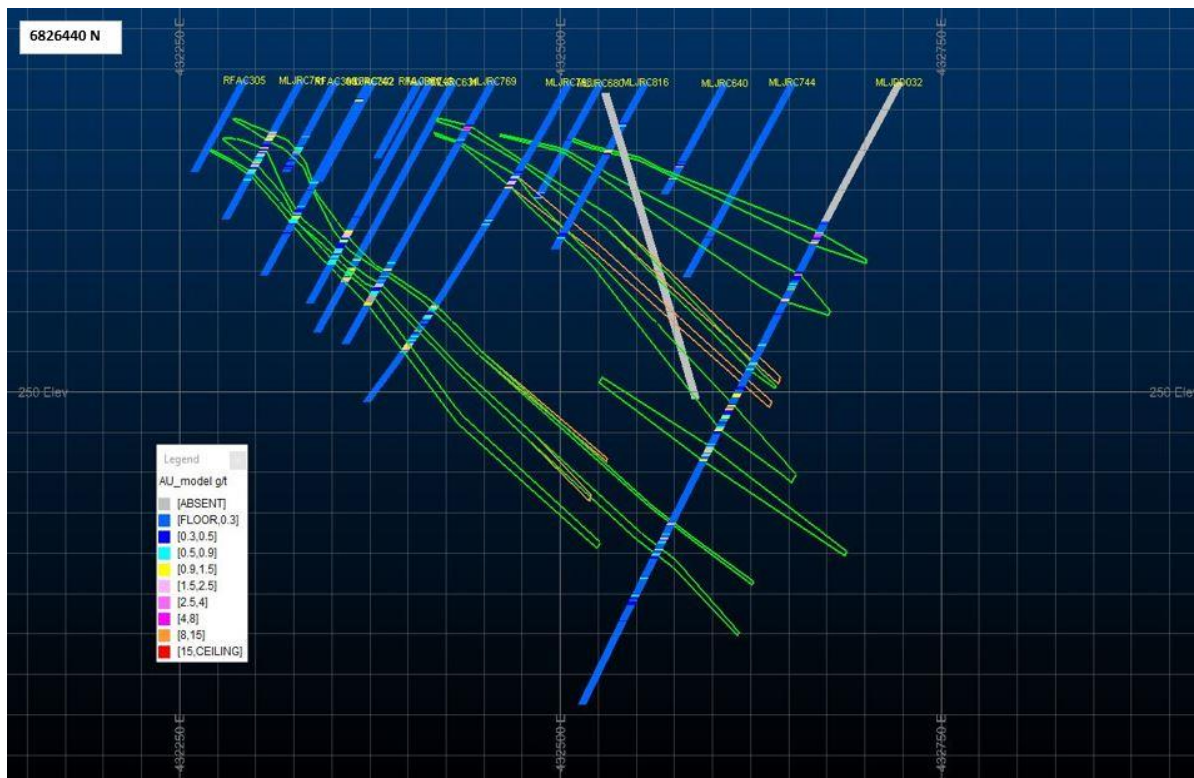 6826440 N
432250 E
432500 E
432750 E
RFAC305
MLJRC769
MLJRC816
MLJRC640
MLJRC744
MLJDD032
250 Elev
250 Elev
Legend
AU_model g/t
[ABSENT]
[FLOOR,0.3]
[0.3,0.5]
[0.5,0.9]
[0.9,1.5]
[1.5,2.5]
[2.5,4]
[4,8]
[8,15]
[15,CEILING]
432250 E
432500 E
432750 E